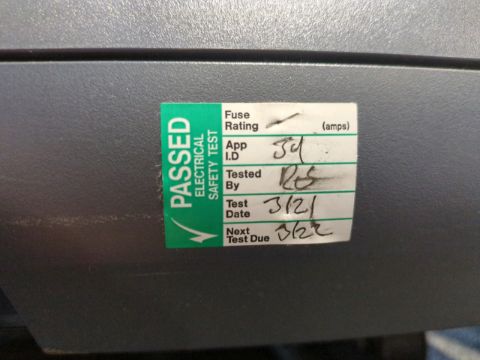 PASSED
ELECTRICAL
SAFETY TEST
Fuse
Rating - (amps)
App
I.D
Tested
By
Test
Date 3/21
Next
Test Due 3/22